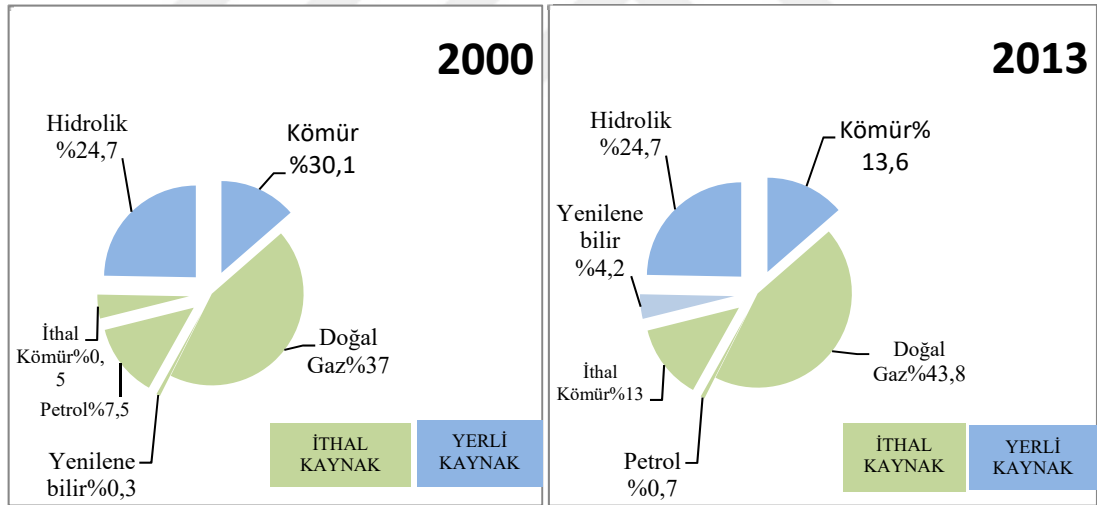 2000
Hidrolik
%24,7
Kömür
%30,1
Doğal
Gaz%37
İthal
Kömür%0,
5
Petrol%7,5
Yenilene
bilir%0,3
İTHAL
KAYNAK
YERLİ
KAYNAK
2013
Hidrolik
%24,7
Kömür%
13,6
Yenilene
bilir
%4,2
İthal
Kömür%13
Doğal
Gaz%43,8
Petrol
%0,7
İTHAL
KAYNAK
YERLİ
KAYNAK